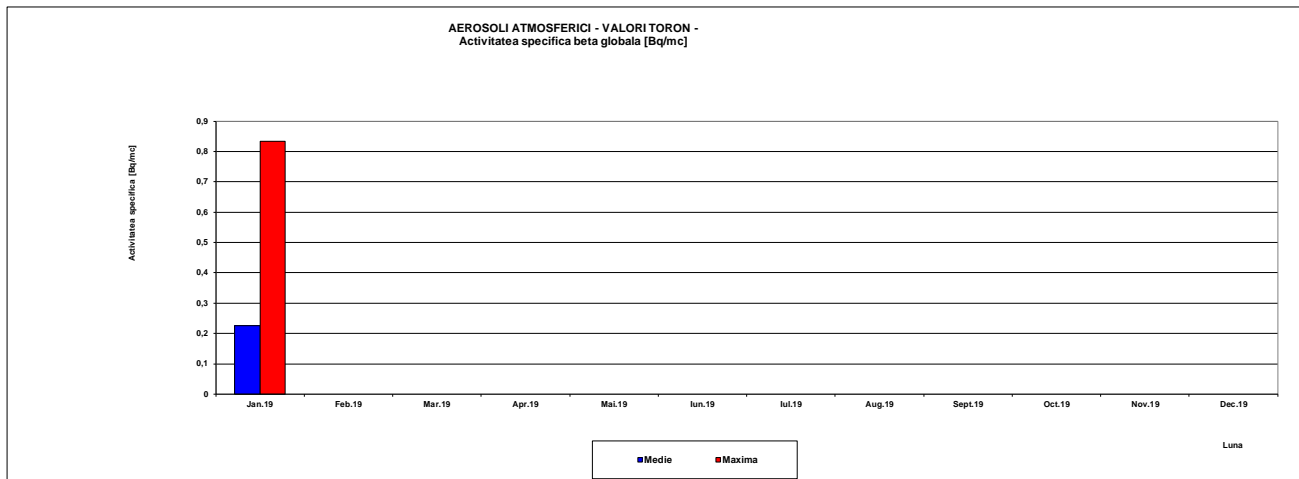 AEROSOLI ATMOSFERICI - VALORI TORON -
Activitatea specifica beta globala [Bq/mc]
Activitatea specifica [Bq/mc]
0,9
0,8
0,7
0,6
0,5
0,4
0,3
0,2
0,1
0
Jan.19 Feb.19 Mar.19 Apr.19 Mai.19 Iun.19 Iul.19 Aug.19 Sept.19 Oct.19 Nov.19 Dec.19
Luna
Medie Maxima